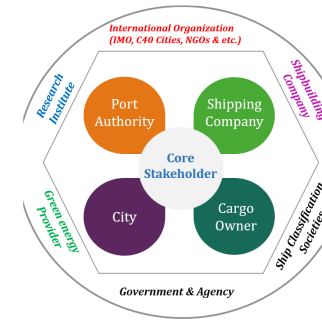 International Organization
(IMO, C40 Cities, NGOs & etc.)
Research
Institute
Shipbuilding
Company
Port
Authority
Shipping
Company
Core
Stakeholder
City
Cargo
Owner
Green energy
Provider
Ship Classification
Societies
Government & Agency